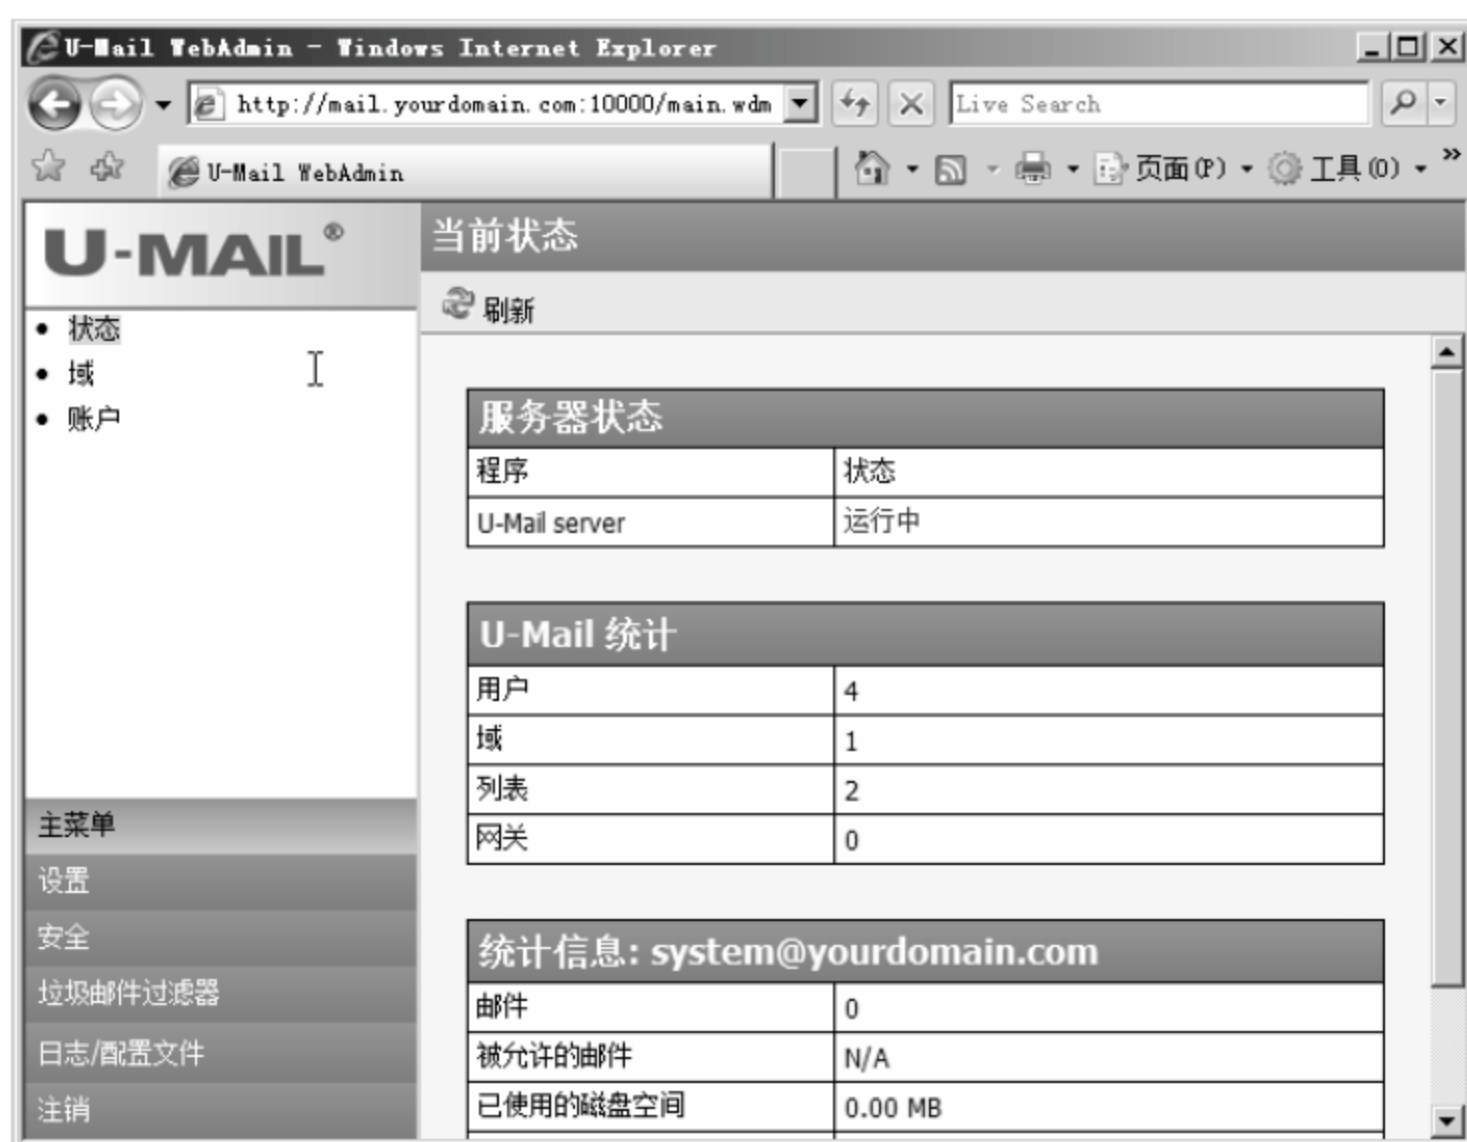 U-Mail WebAdmin - Windows Internet Explorer
http://mail.yourdomain.com:10000/main.wdm
Live Search
U-Mail WebAdmin
页面(P)
工具(O)
U-MAIL®
当前状态
刷新
状态
域
账户
服务器状态
程序 状态
U-Mail server 运行中
U-Mail 统计
用户 4
域 1
列表 2
网关 0
统计信息: system@yourdomain.com
邮件 0
被允许的邮件 N/A
已使用的磁盘空间 0.00 MB
主菜单
设置
安全
垃圾邮件过滤器
日志/配置文件
注销